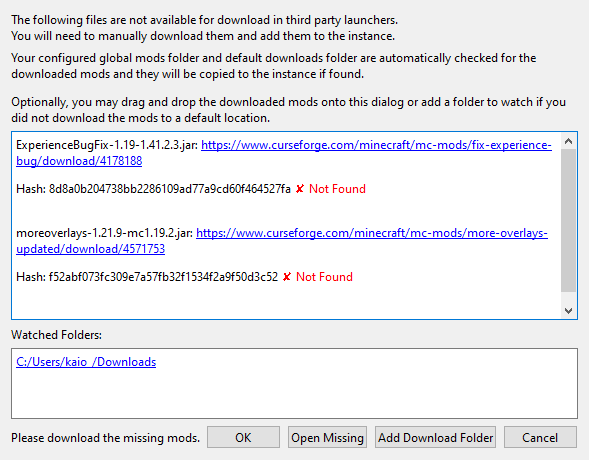 The following files are not available for download in third party launchers.
You will need to manually download them and add them to the instance.
Your configured global mods folder and default downloads folder are automatically checked for the
downloaded mods and they will be copied to the instance if found.
Optionally, you may drag and drop the downloaded mods onto this dialog or add a folder to watch if you
did not download the mods to a default location.
ExperienceBugFix-1.19-1.41.2.3.jar: https://www.curseforge.com/minecraft/mc-mods/fix-experience-
bug/download/4178188
Hash: 8d8a0b204738bb2286109ad77a9cd60f464527fa ✘ Not Found
moreoverlays-1.21.9-mc1.19.2.jar: https://www.curseforge.com/minecraft/mc-mods/more-overlays-
updated/download/4571753
Hash: f52abf073fc309e7a57fb32f1534f2a9f50d3c52 ✘ Not Found
Watched Folders:
C:/Users/kaio_/Downloads
Please download the missing mods. OK Open Missing Add Download Folder Cancel